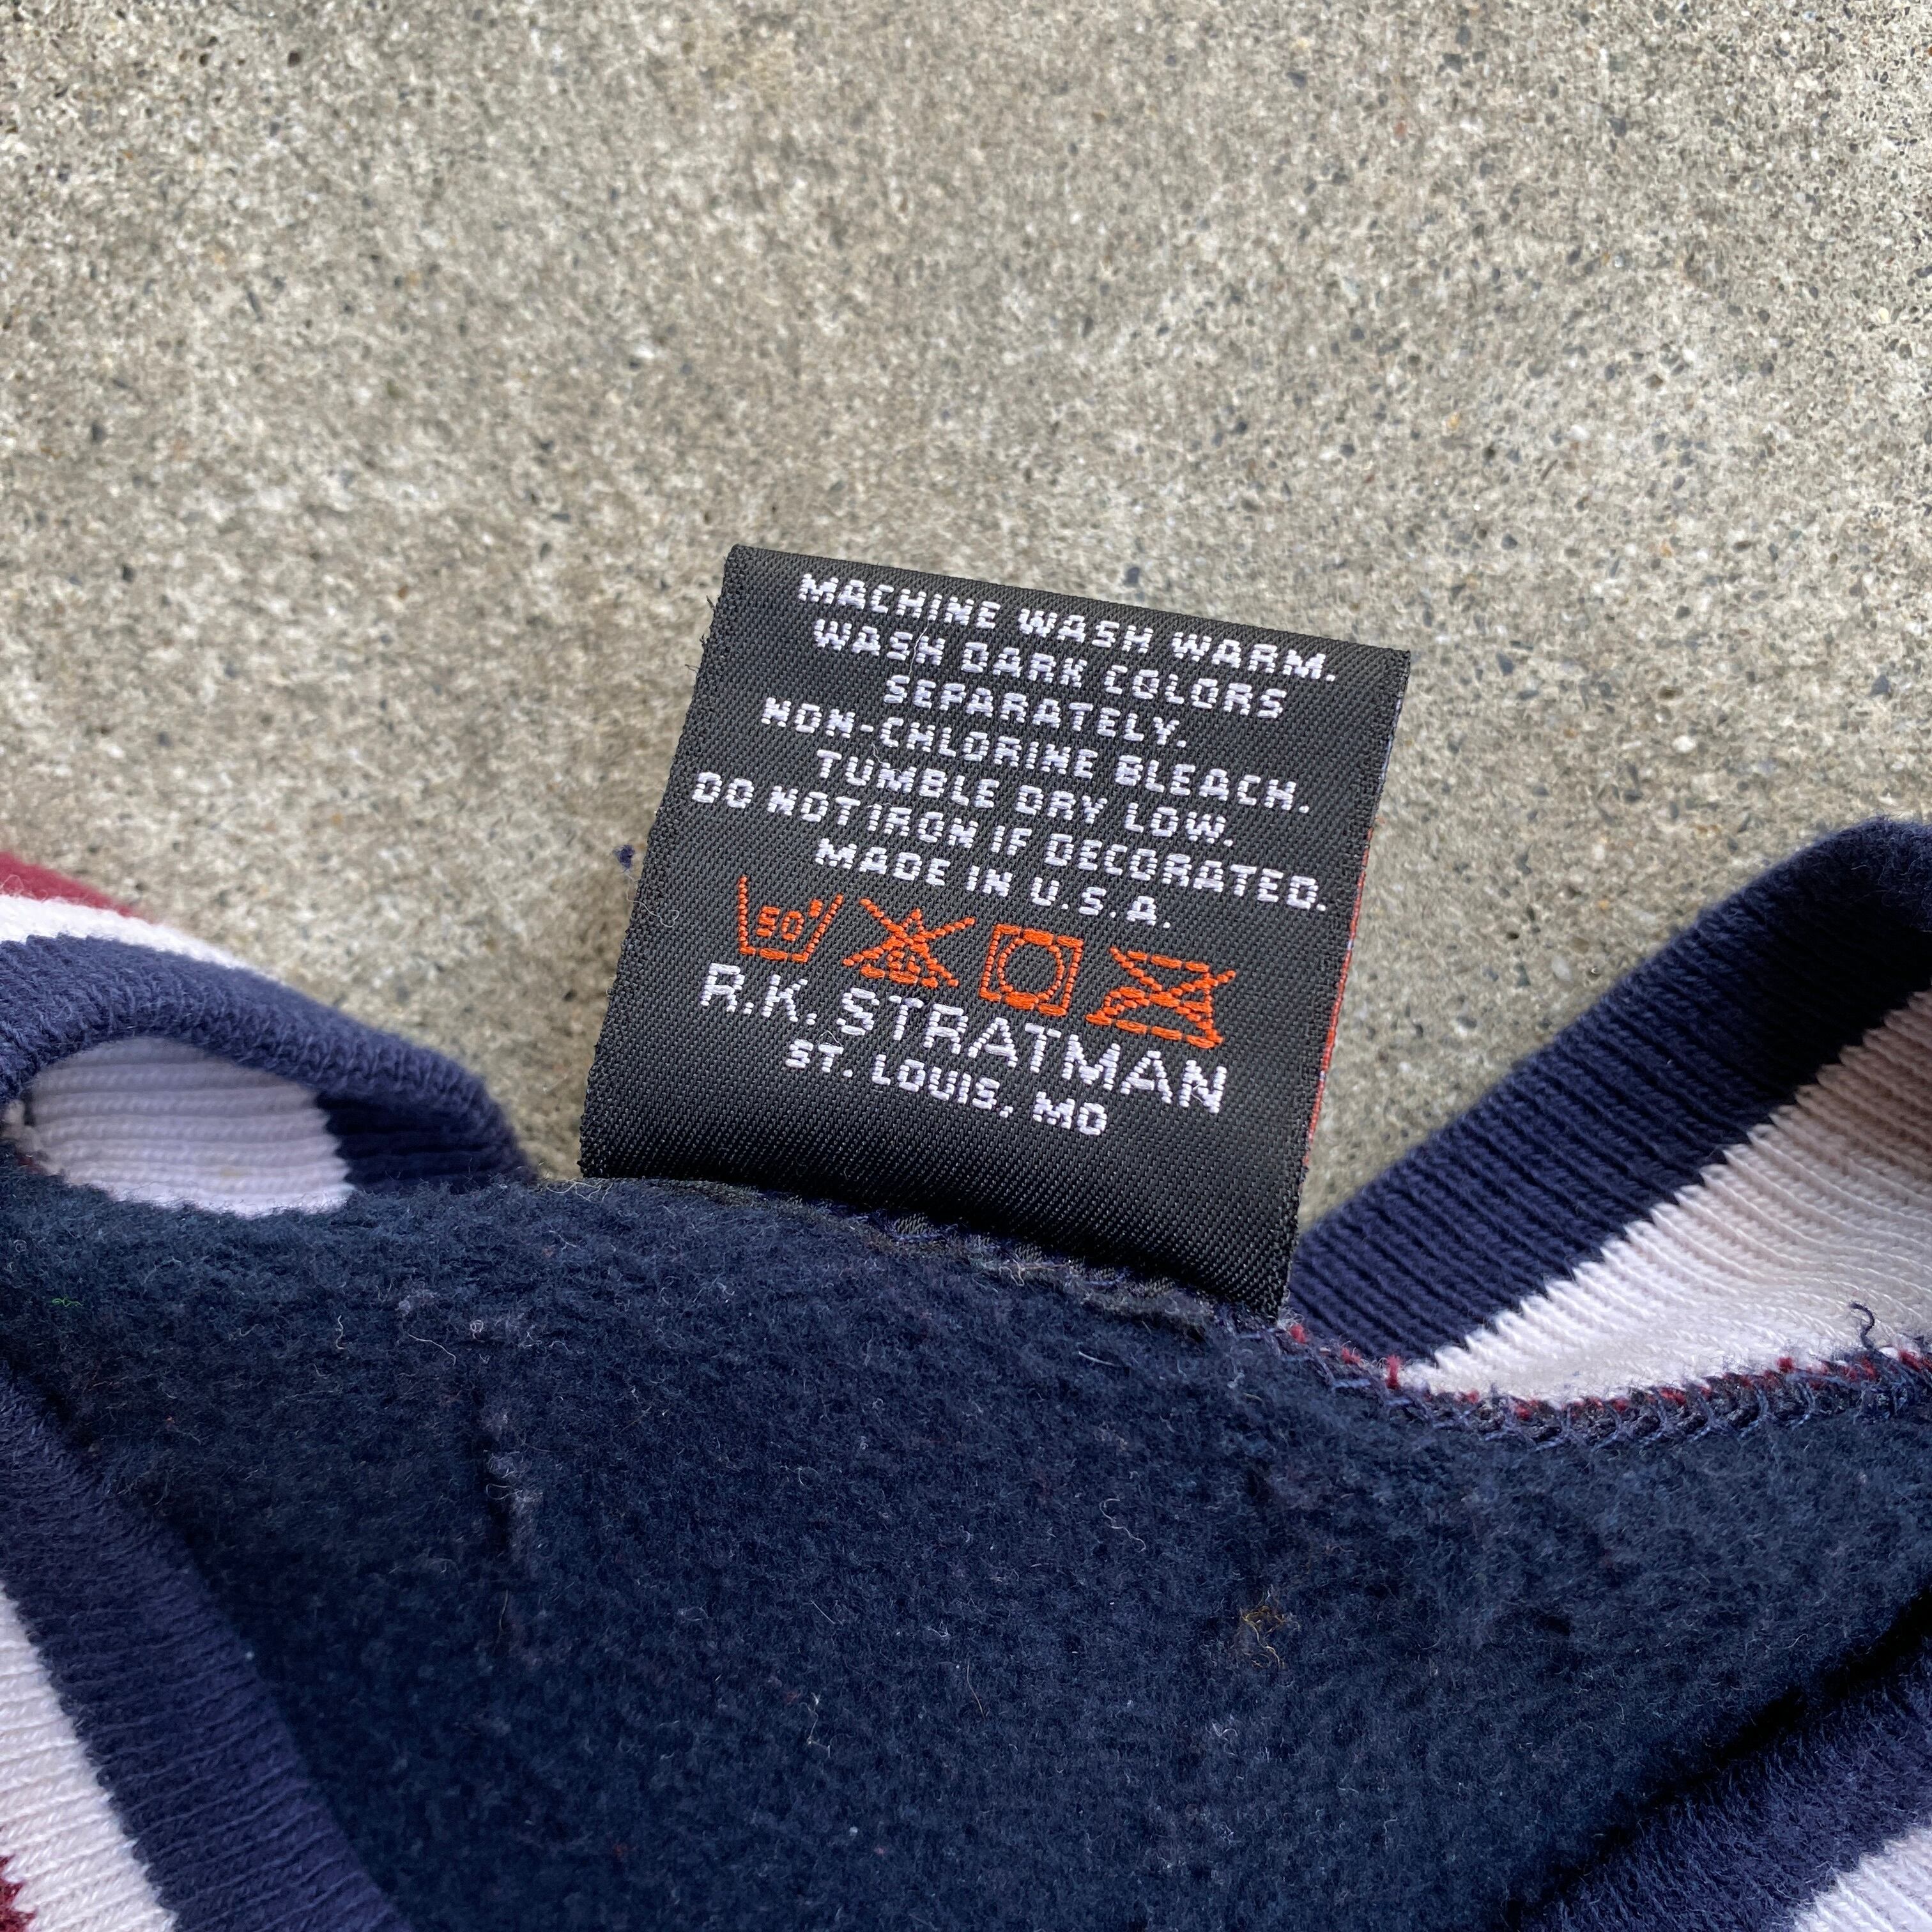 MACHINE WASH WARM.
WASH DARK COLORS
SEPARATELY.
NON-CHLORINE BLEACH.
TUMBLE DRY LOW.
DO NOT IRON IF DECORATED.
MADE IN U.S.A.
50°
R.K. STRATMAN
ST. LOUIS, MO